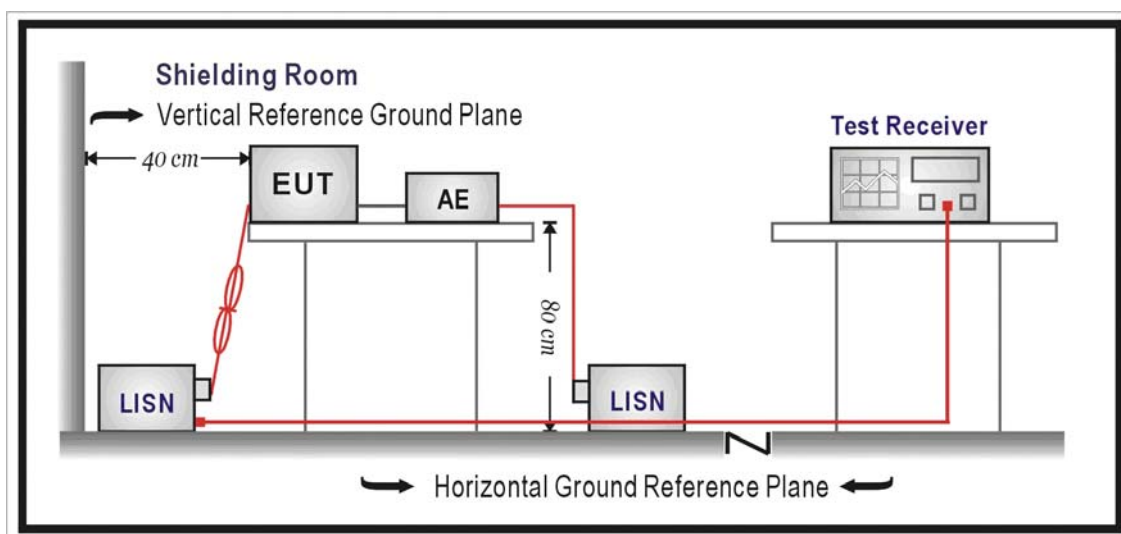 Shielding Room
Vertical Reference Ground Plane
Test Receiver
40 cm
EUT
AE
80 cm
LISN
LISN
Horizontal Ground Reference Plane